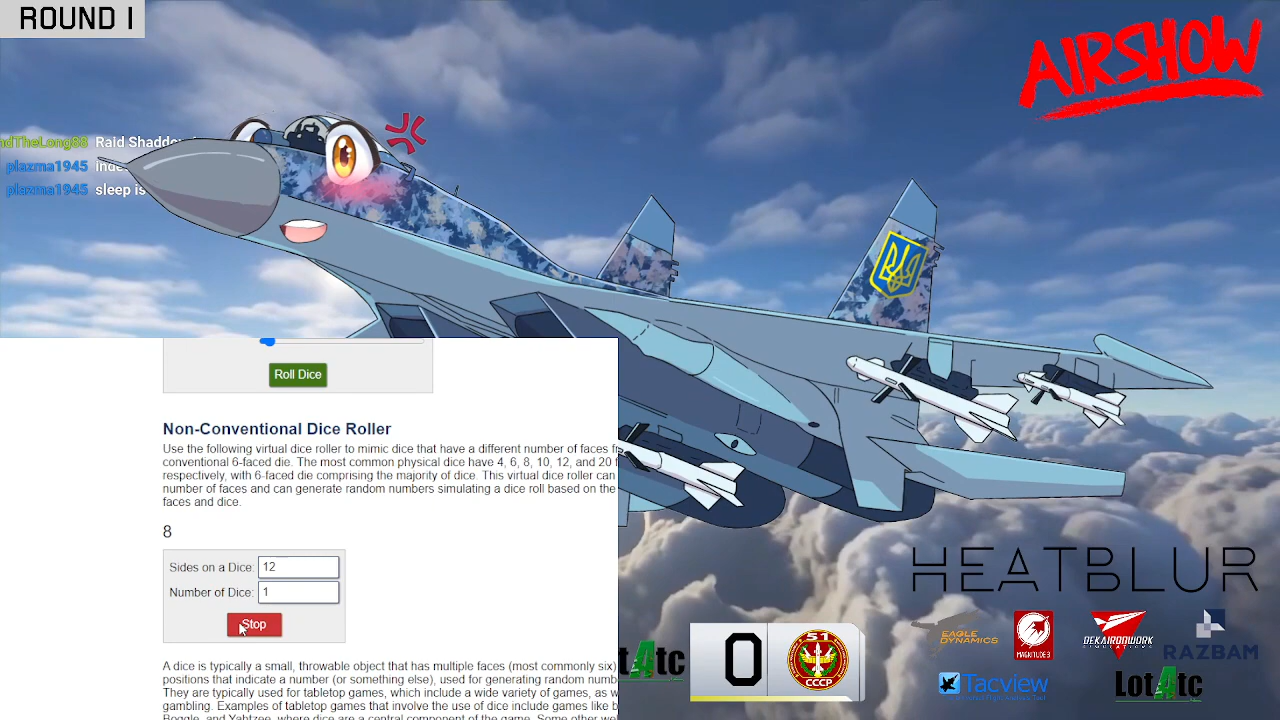 ROUND I
AIRSHOW
ndTheLong88 Raid Shaddo
plazma1945 inde
plazma1945 sleep is
Roll Dice
Non-Conventional Dice Roller
Use the following virtual dice roller to mimic dice that have a different number of faces f
conventional 6-faced die. The most common physical dice have 4, 6, 8, 10, 12, and 20 f
respectively, with 6-faced die comprising the majority of dice. This virtual dice roller can
number of faces and can generate random numbers simulating a dice roll based on the
faces and dice.
8
Sides on a Dice: 12
Number of Dice: 1
Stop
A dice is typically a small, throwable object that has multiple faces (most commonly six)
positions that indicate a number (or something else), used for generating random numb
They are typically used for table games, which include a wide variety of games, as w
gambling. Examples of games that involve the use of dice include games like b
Boggle, and Yahtzee, where dice are a central component of the game. Some other we
HEATBLUR
tAtc
0
51
CCCP
EAGLE
DYNAMICS
MAGNITUDE 3
DEKA IRONWORK
SIMULATIONS
RAZBAM
Tacview
LotAtc